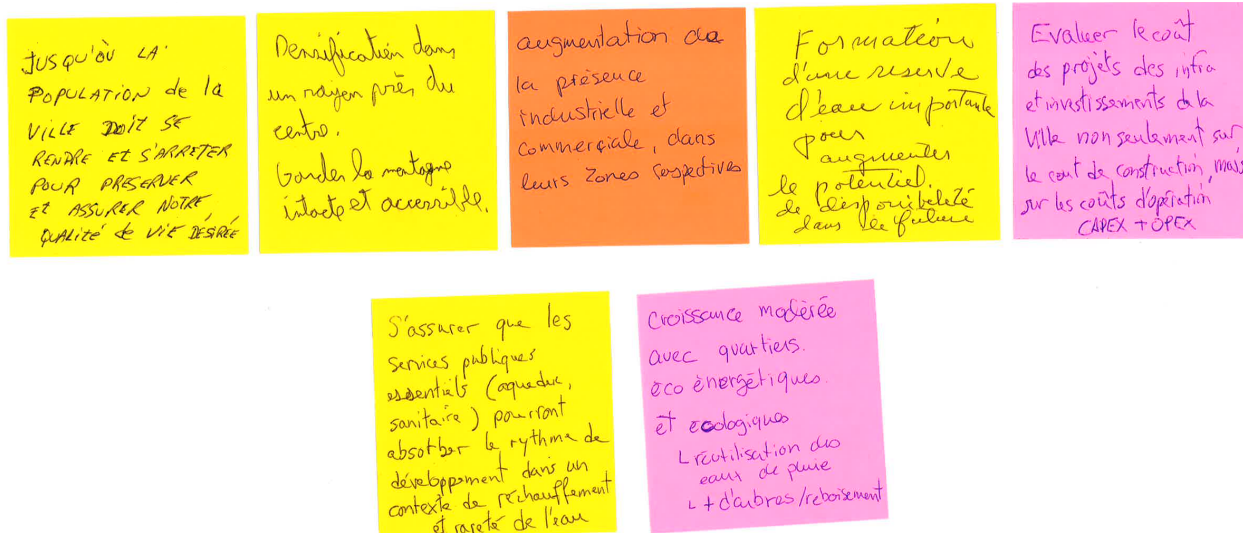 JUSQU'OÙ LA
POPULATION de la
VILLE DOIT SE
RENDRE ET S'ARRETER
POUR PRESERVER
ET ASSURER NOTRE
QUALITÉ de VIE DÉSIRÉE
Densification dans
un rayon près du
centre.
Garder la montagne
intacte et accessible.
augmentation de
la présence
industrielle et
commerciale, dans
leurs zones respectives
Formation
d'une reserve
d'eau importante
pour
augmenter
le potentiel.
de disponibilité
dans le future
Evaluer le coût
des projets des infra
et investissements de la
Ville non seulement sur
le cout de construction, mais
sur les coûts d'opération
CAPEX + OPEX
S'assurer que les
services publiques
essentiels (aqueduc,
sanitaire) pourront
absorber le rythme de
développement dans un
contexte de réchauffement
et rareté de l'eau
Croissance modérée
avec quartiers.
éco énergétiques.
et écologiques
L réutilisation des
eaux de pluie
L + d'arbres/reboisement